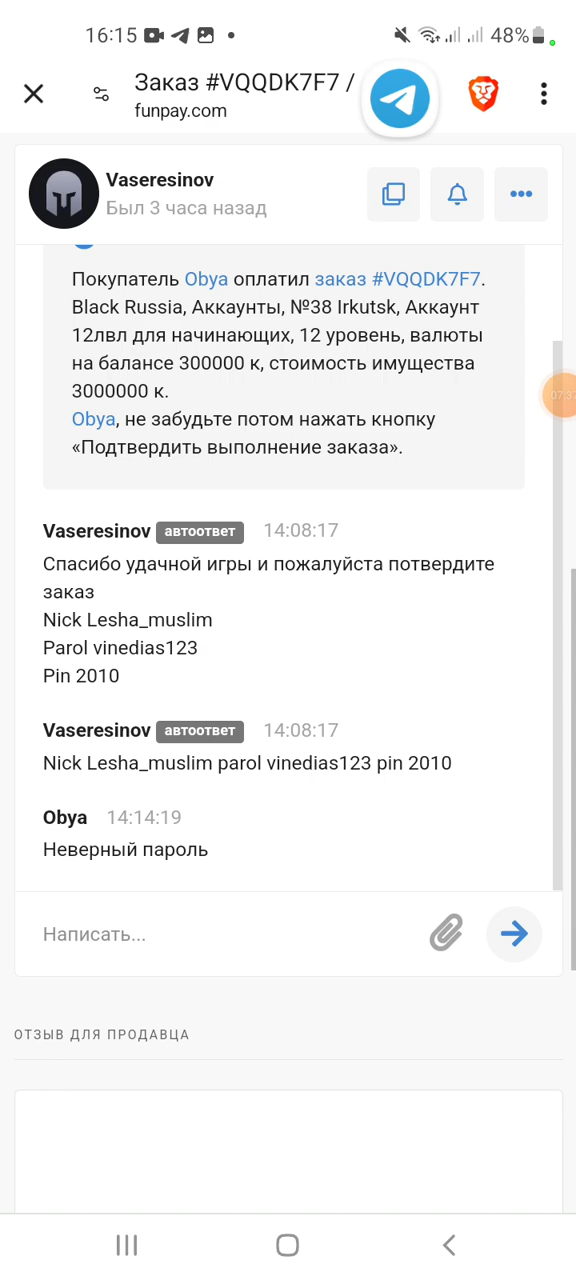 16:15
48%
Заказ #VQQDK7F7 /
funpay.com
Vaseresinov
Был 3 часа назад
Покупатель Obya оплатил заказ #VQQDK7F7.
Black Russia, Аккаунты, №38 Irkutsk, Аккаунт
12лвл для начинающих, 12 уровень, валюты
на балансе 300000 к, стоимость имущества
3000000 к.
Obya, не забудьте потом нажать кнопку
«Подтвердить выполнение заказа».
Vaseresinov автоответ 14:08:17
Спасибо удачной игры и пожалуйста потвердите
заказ
Nick Lesha_muslim
Parol vinedias123
Pin 2010
Vaseresinov автоответ 14:08:17
Nick Lesha_muslim parol vinedias123 pin 2010
Obya 14:14:19
Неверный пароль
Написать...
ОТЗЫВ ДЛЯ ПРОДАВЦА